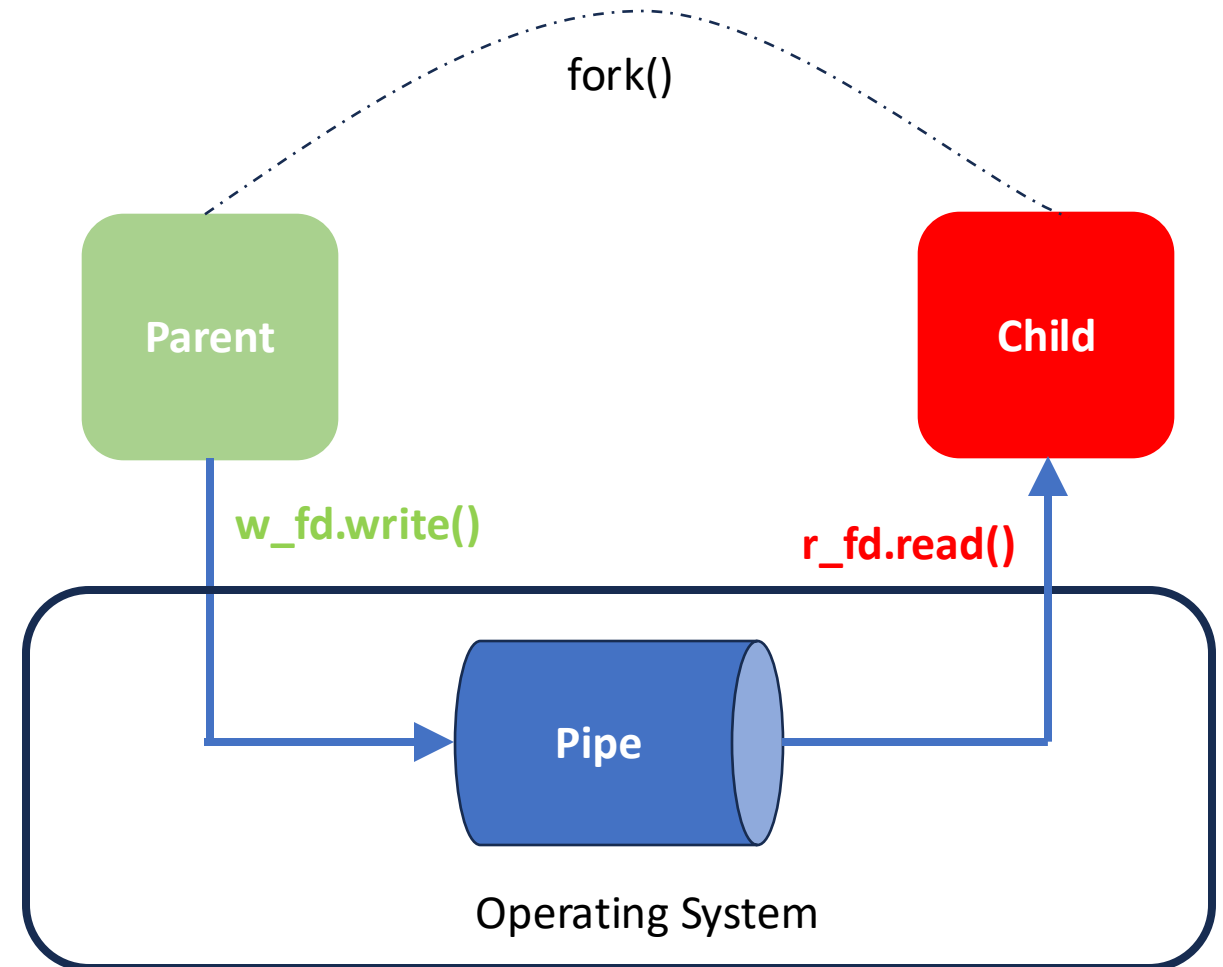 fork()
Parent
Child
w_fd.write()
r_fd.read()
Pipe
Operating System